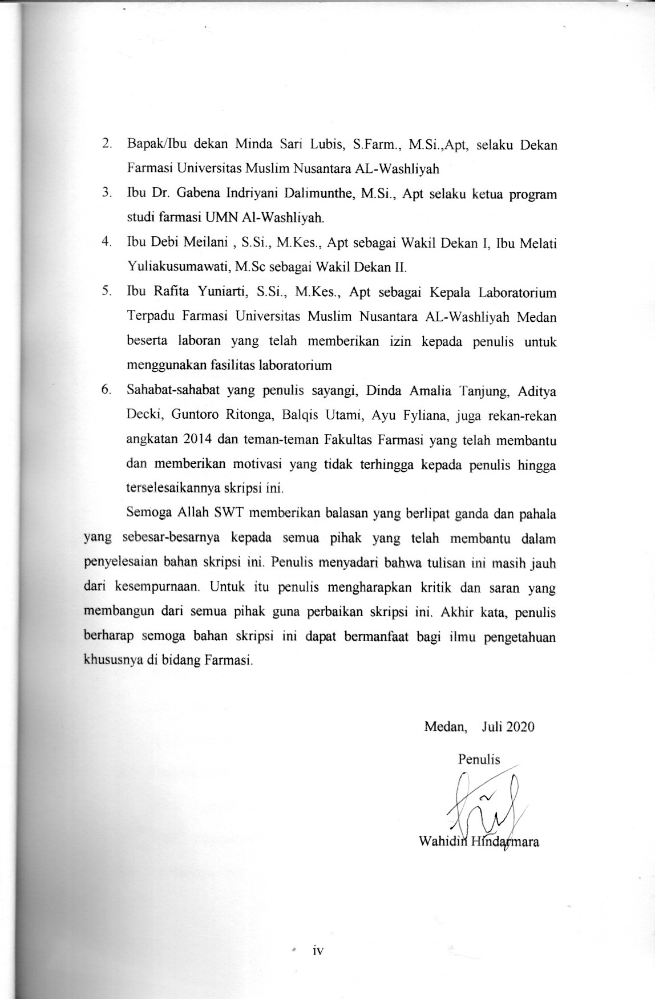 2. Bapak/Ibu dekan Minda Sari Lubis, S.Farm., M.Si.,Apt, selaku Dekan
Farmasi Universitas Muslim Nusantara AL-Washliyah
3. Ibu Dr. Gabena Indriyani Dalimunthe, M.Si., Apt selaku ketua program
studi farmasi UMN Al-Washliyah.
4. Ibu Debi Meilani , S.Si., M.Kes., Apt sebagai Wakil Dekan I, Ibu Melati
Yuliakusumawati, M.Sc sebagai Wakil Dekan II.
5. Ibu Rafita Yuniarti, S.Si., M.Kes., Apt sebagai Kepala Laboratorium
Terpadu Farmasi Universitas Muslim Nusantara AL-Washliyah Medan
beserta laboran yang telah memberikan izin kepada penulis untuk
menggunakan fasilitas laboratorium
6. Sahabat-sahabat yang penulis sayangi, Dinda Amalia Tanjung, Aditya
Decki, Guntoro Ritonga, Balqis Utami, Ayu Fyliana, juga rekan-rekan
angkatan 2014 dan teman-teman Fakultas Farmasi yang telah membantu
dan memberikan motivasi yang tidak terhingga kepada penulis hingga
terselesaikannya skripsi ini.
Semoga Allah SWT memberikan balasan yang berlipat ganda dan pahala
yang sebesar-besarnya kepada semua pihak yang telah membantu dalam
penyelesaian bahan skripsi ini. Penulis menyadari bahwa tulisan ini masih jauh
dari kesempurnaan. Untuk itu penulis mengharapkan kritik dan saran yang
membangun dari semua pihak guna perbaikan skripsi ini. Akhir kata, penulis
berharap semoga bahan skripsi ini dapat bermanfaat bagi ilmu pengetahuan
khususnya di bidang Farmasi.
Medan, Juli 2020
Penulis
Wahidin Hindarmara
iv